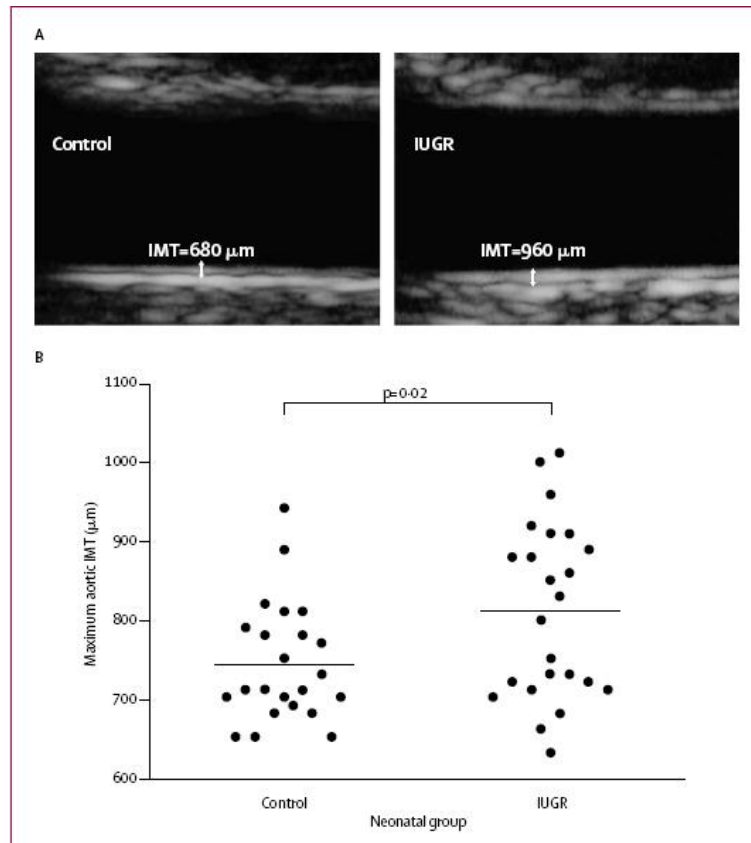 A
Control
IUGR
IMT=680 μm
IMT=960 μm
B
1100
1000
900
800
700
600
Maximum aortic IMT (μm)
p=0·02
Control
IUGR
Neonatal group